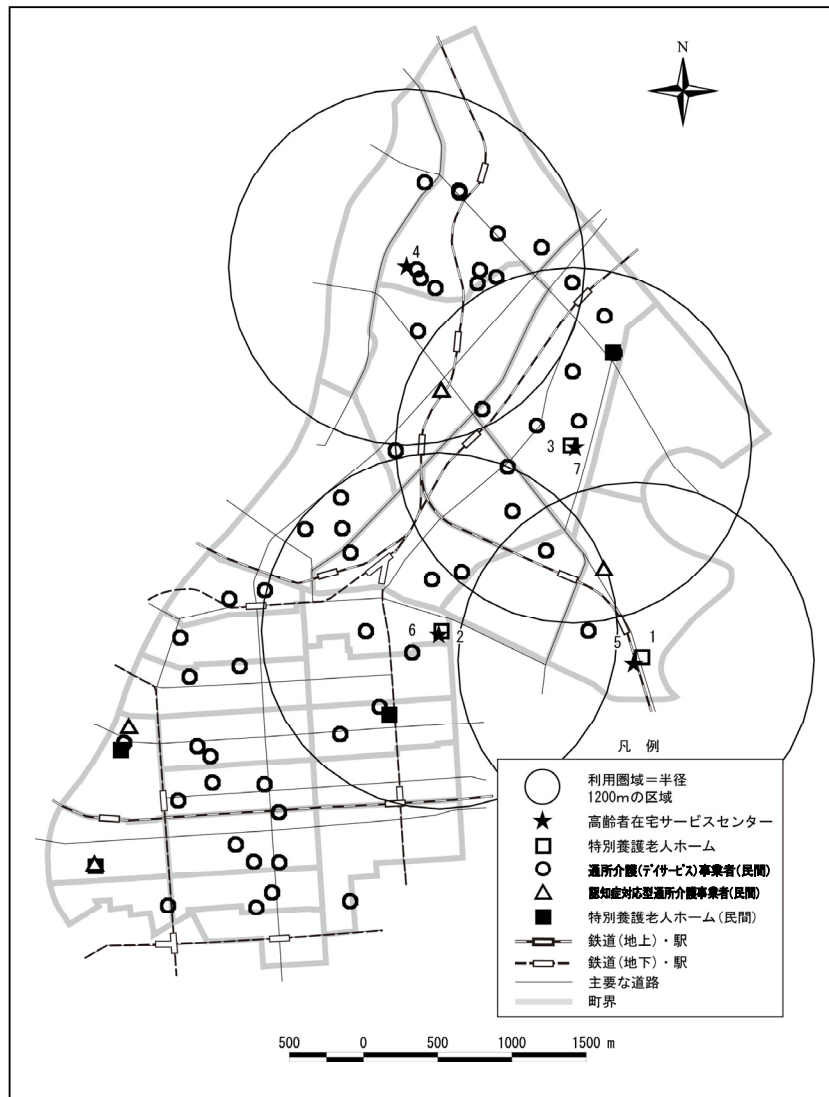 N
4
3
7
6
2
5
1
凡 例
利用圏域＝半径
1200mの区域
高齢者在宅サービスセンター
特別養護老人ホーム
通所介護(デイサービス)事業者(民間)
認知症対応型通所介護事業者(民間)
特別養護老人ホーム(民間)
鉄道(地上)・駅
鉄道(地下)・駅
主要な道路
町界
500 0 500 1000 1500 m